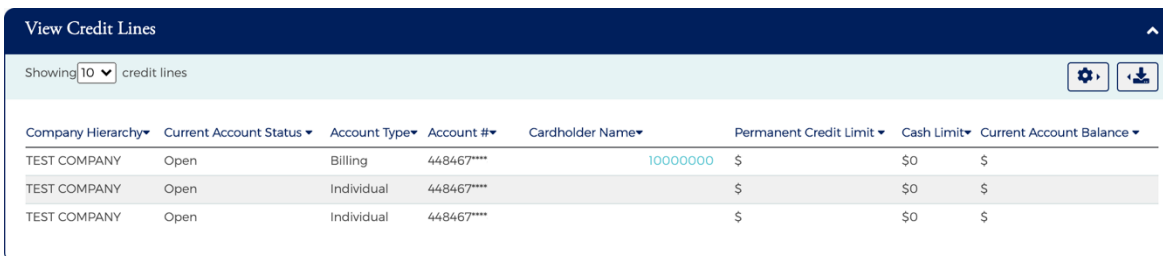 View Credit Lines
Showing 10 credit lines
Company Hierarchy Current Account Status Account Type Account # Cardholder Name Permanent Credit Limit Cash Limit Current Account Balance
TEST COMPANY Open Billing 448467**** 10000000 $ $0 $
TEST COMPANY Open Individual 448467**** $ $0 $
TEST COMPANY Open Individual 448467**** $ $0 $